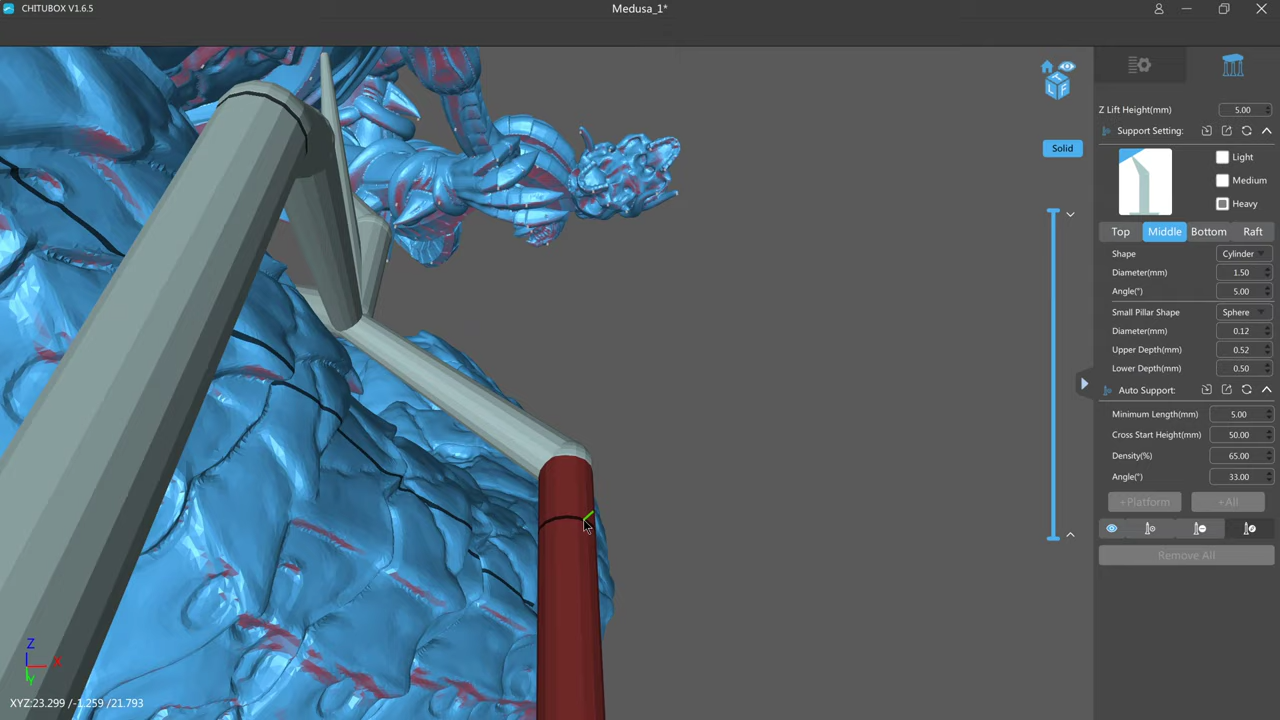 CHITUBOX V1.6.5
Medusa_1*
Z Lift Height(mm) 5.00
Support Setting:
Light
Medium
Heavy
Top Middle Bottom Raft
Shape Cylinder
Diameter(mm) 1.50
Angle(°) 5.00
Small Pillar Shape Sphere
Diameter(mm) 0.12
Upper Depth(mm) 0.52
Lower Depth(mm) 0.50
Auto Support:
Minimum Length(mm) 5.00
Cross Start Height(mm) 50.00
Density(%) 65.00
Angle(°) 33.00
+Platform +All
Remove All
Solid
T
L F
Z
X
Y
XYZ:23.299 /-1.259 /21.793